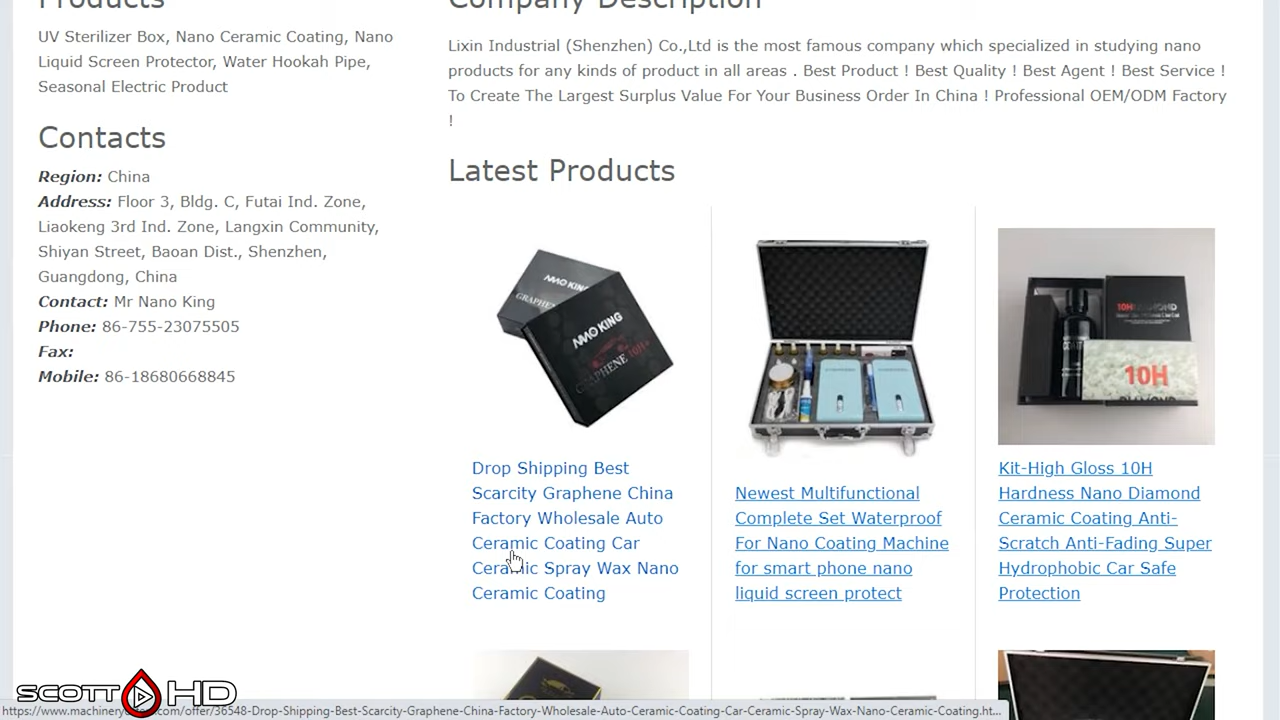 Products
UV Sterilizer Box, Nano Ceramic Coating, Nano
Liquid Screen Protector, Water Hookah Pipe,
Seasonal Electric Product
Contacts
Region: China
Address: Floor 3, Bldg. C, Futai Ind. Zone,
Liaokeng 3rd Ind. Zone, Langxin Community,
Shiyan Street, Baoan Dist., Shenzhen,
Guangdong, China
Contact: Mr Nano King
Phone: 86-755-23075505
Fax:
Mobile: 86-18680668845
Company Description
Lixin Industrial (Shenzhen) Co.,Ltd is the most famous company which specialized in studying nano
products for any kinds of product in all areas . Best Product ! Best Quality ! Best Agent ! Best Service !
To Create The Largest Surplus Value For Your Business Order In China ! Professional OEM/ODM Factory
!
Latest Products
NANO KING
GRAPHENE 10H+
10H
10H
Drop Shipping Best
Scarcity Graphene China
Factory Wholesale Auto
Ceramic Coating Car
Ceramic Spray Wax Nano
Ceramic Coating
Newest Multifunctional
Complete Set Waterproof
For Nano Coating Machine
for smart phone nano
liquid screen protect
Kit-High Gloss 10H
Hardness Nano Diamond
Ceramic Coating Anti-
Scratch Anti-Fading Super
Hydrophobic Car Safe
Protection
SCOTT HD